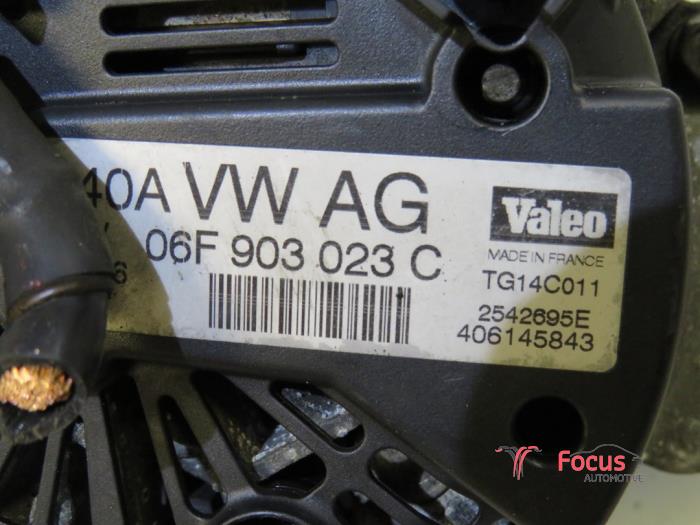 40A VW AG
06F 903 023 C
Valeo
MADE IN FRANCE
TG14C011
2542695E
406145843
Focus
AUTOMOTIVE